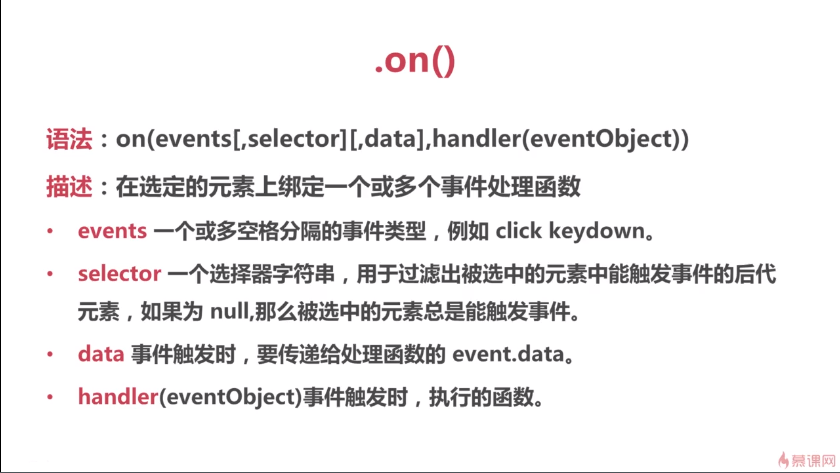 .on()
语法：on(events[,selector][,data],handler(eventObject))
描述：在选定的元素上绑定一个或多个事件处理函数
• events 一个或多空格分隔的事件类型，例如 click keydown。
• selector 一个选择器字符串，用于过滤出被选中的元素中能触发事件的后代
元素，如果为 null,那么被选中的元素总是能触发事件。
• data 事件触发时，要传递给处理函数的 event.data。
• handler(eventObject)事件触发时，执行的函数。
慕课网